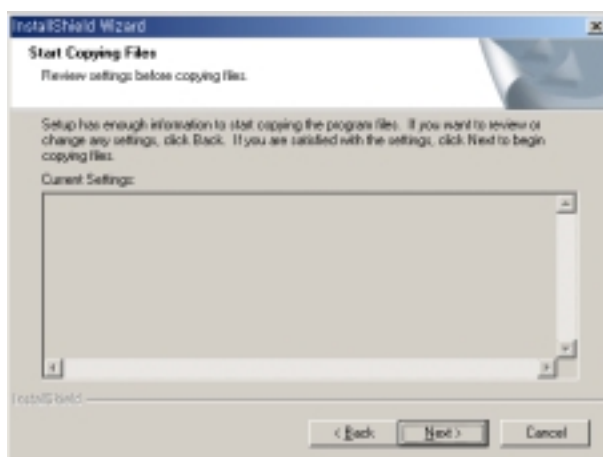 InstallShield Wizard
Start Copying Files
Review settings before copying files.
Setup has enough information to start copying the program files. If you want to review or
change any settings, click Back. If you are satisfied with the settings, click Next to begin
copying files.
Current Settings:
InstallShield
< Back Next > Cancel